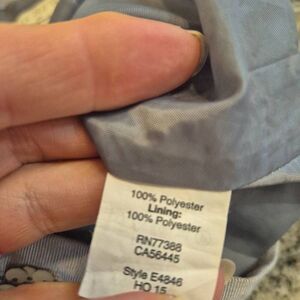 100% Polyester
Lining:
100% Polyester
RN77388
CA56445
Style E4846
HO 15